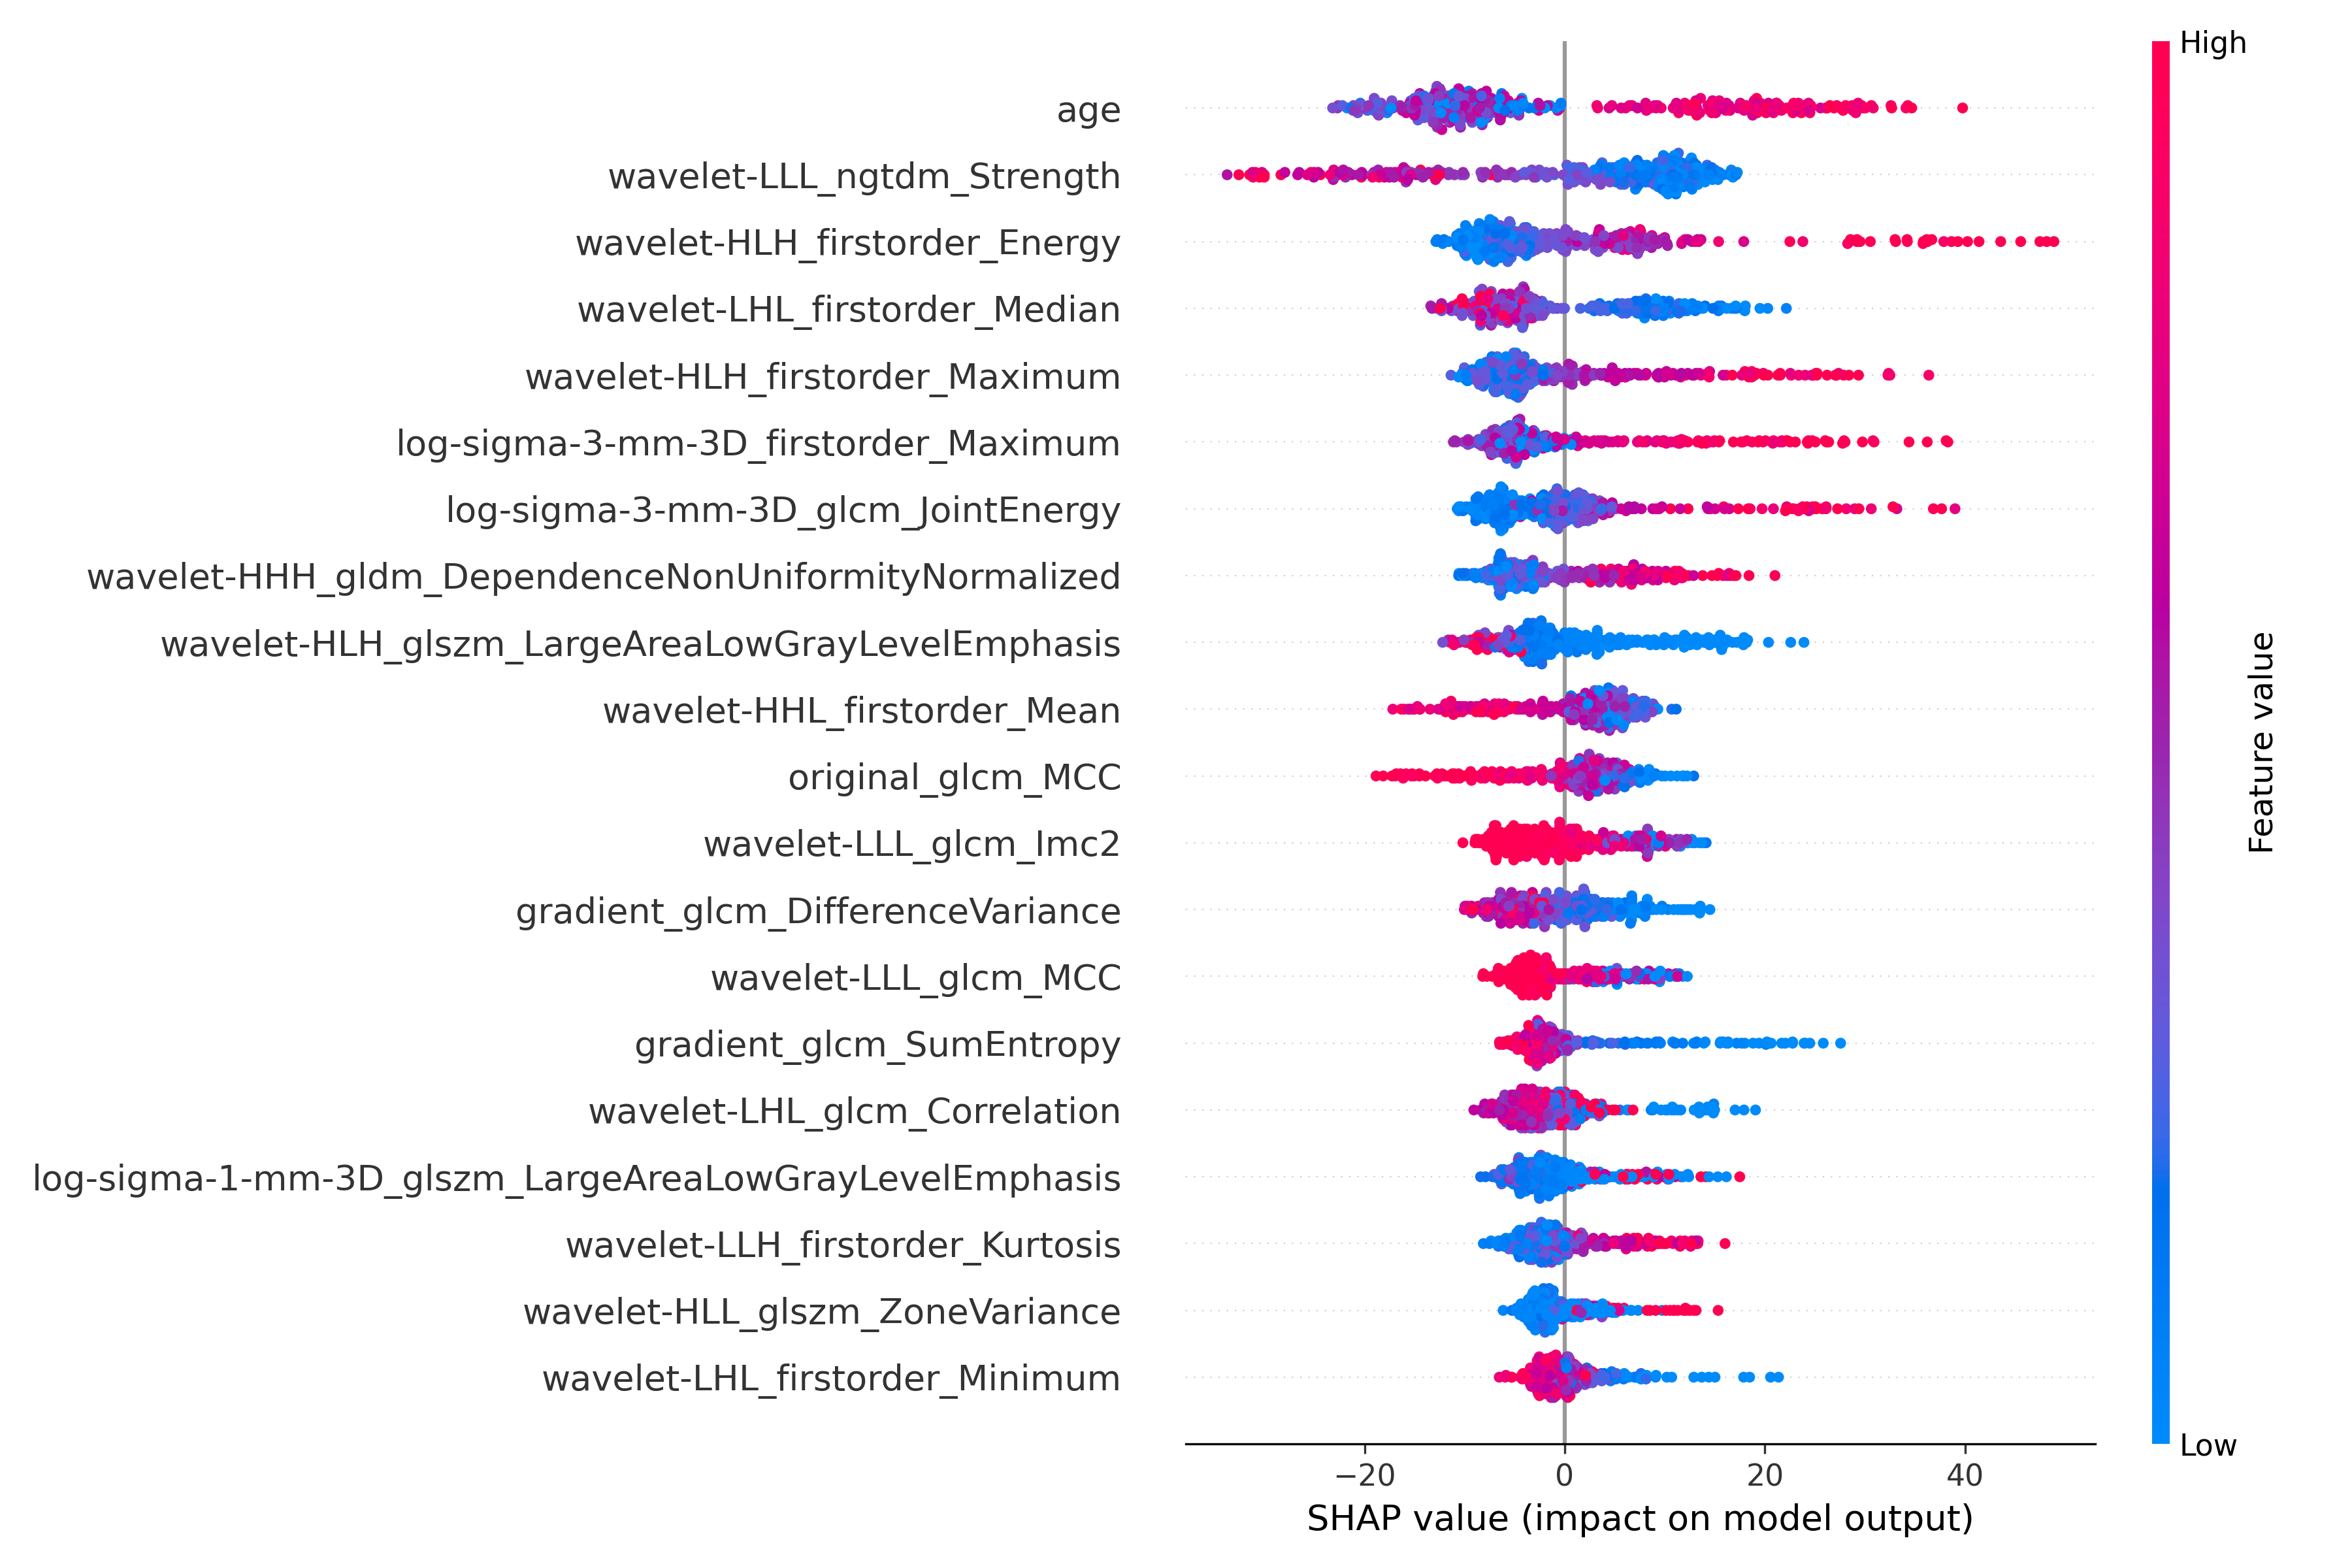 High
age
wavelet-LLL_ngtdm_Strength
wavelet-HLH_firstorder_Energy
wavelet-LHL_firstorder_Median
wavelet-HLH_firstorder_Maximum
log-sigma-3-mm-3D_firstorder_Maximum
log-sigma-3-mm-3D_glcm_JointEnergy
wavelet-HHH_gldm_DependenceNonUniformityNormalized
wavelet-HLH_glszm_LargeAreaLowGrayLevelEmphasis
wavelet-HHL_firstorder_Mean
original_glcm_MCC
wavelet-LLL_glcm_Imc2
gradient_glcm_DifferenceVariance
wavelet-LLL_glcm_MCC
gradient_glcm_SumEntropy
wavelet-LHL_glcm_Correlation
log-sigma-1-mm-3D_glszm_LargeAreaLowGrayLevelEmphasis
wavelet-LLH_firstorder_Kurtosis
wavelet-HLL_glszm_ZoneVariance
wavelet-LHL_firstorder_Minimum
Feature value
Low
−20 0 20 40
SHAP value (impact on model output)